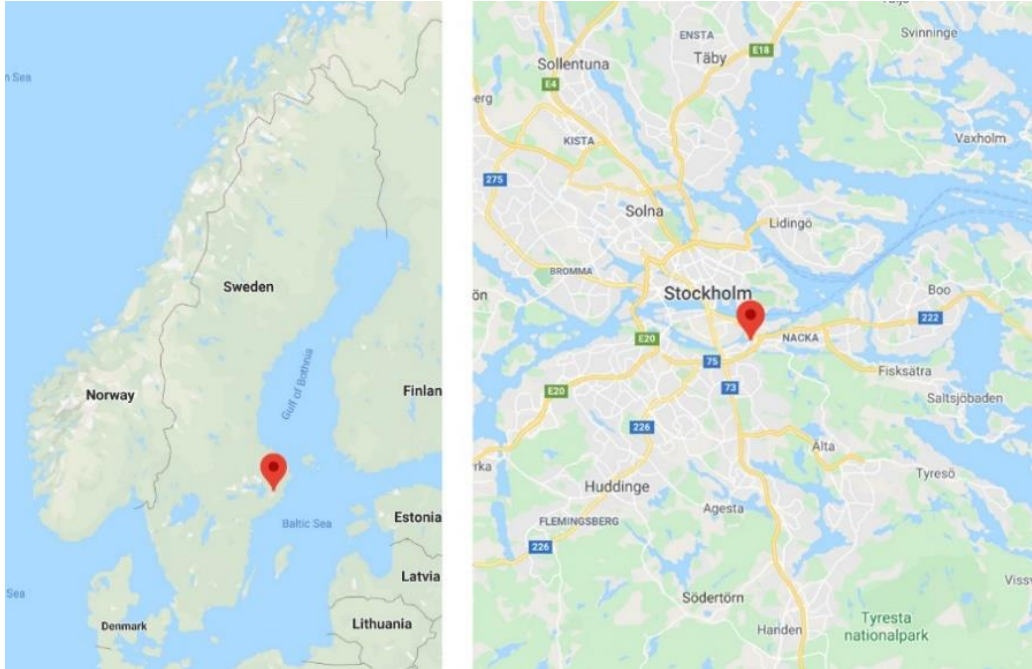 n Sea
Sweden
Gulf of Bothnia
Norway
Finlan
Baltic Sea
Estonia
Latvia
Sea
Denmark
Lithuania
Svinninge
ENSTA
E18
Täby
Sollentuna
E4
erg
KISTA
Vaxholm
275
Solna
Lidingö
BROMMA
Stockholm
ön
Boo
222
E20
NACKA
75
Fisksätra
73
E20
Saltsjöbaden
226
Älta
rka
Tyresö
Huddinge
Agesta
FLEMINGSBERG
226
Vissv
Södertörn
Tyresta
nationalpark
Handen